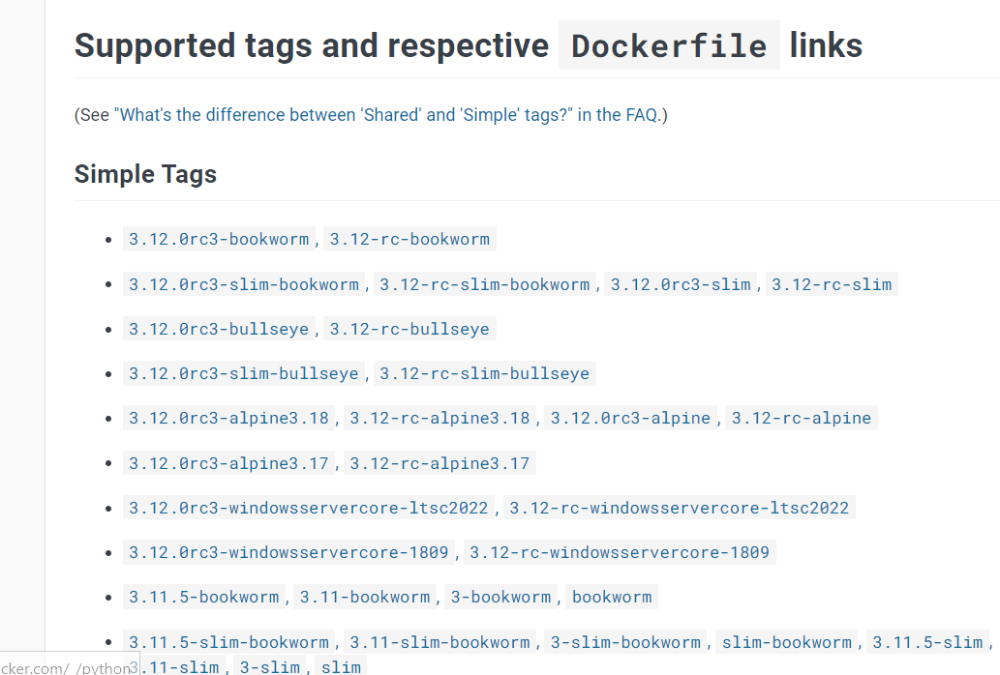 Supported tags and respective Dockerfile links
(See "What's the difference between 'Shared' and 'Simple' tags?" in the FAQ.)
Simple Tags
3.12.0rc3-bookworm, 3.12-rc-bookworm
3.12.0rc3-slim-bookworm, 3.12-rc-slim-bookworm, 3.12.0rc3-slim, 3.12-rc-slim
3.12.0rc3-bullseye, 3.12-rc-bullseye
3.12.0rc3-slim-bullseye, 3.12-rc-slim-bullseye
3.12.0rc3-alpine3.18, 3.12-rc-alpine3.18, 3.12.0rc3-alpine, 3.12-rc-alpine
3.12.0rc3-alpine3.17, 3.12-rc-alpine3.17
3.12.0rc3-windowsservercore-ltsc2022, 3.12-rc-windowsservercore-ltsc2022
3.12.0rc3-windowsservercore-1809, 3.12-rc-windowsservercore-1809
3.11.5-bookworm, 3.11-bookworm, 3-bookworm, bookworm
3.11.5-slim-bookworm, 3.11-slim-bookworm, 3-slim-bookworm, slim-bookworm, 3.11.5-slim,
3.11-slim, 3-slim, slim
cker.com/_/python